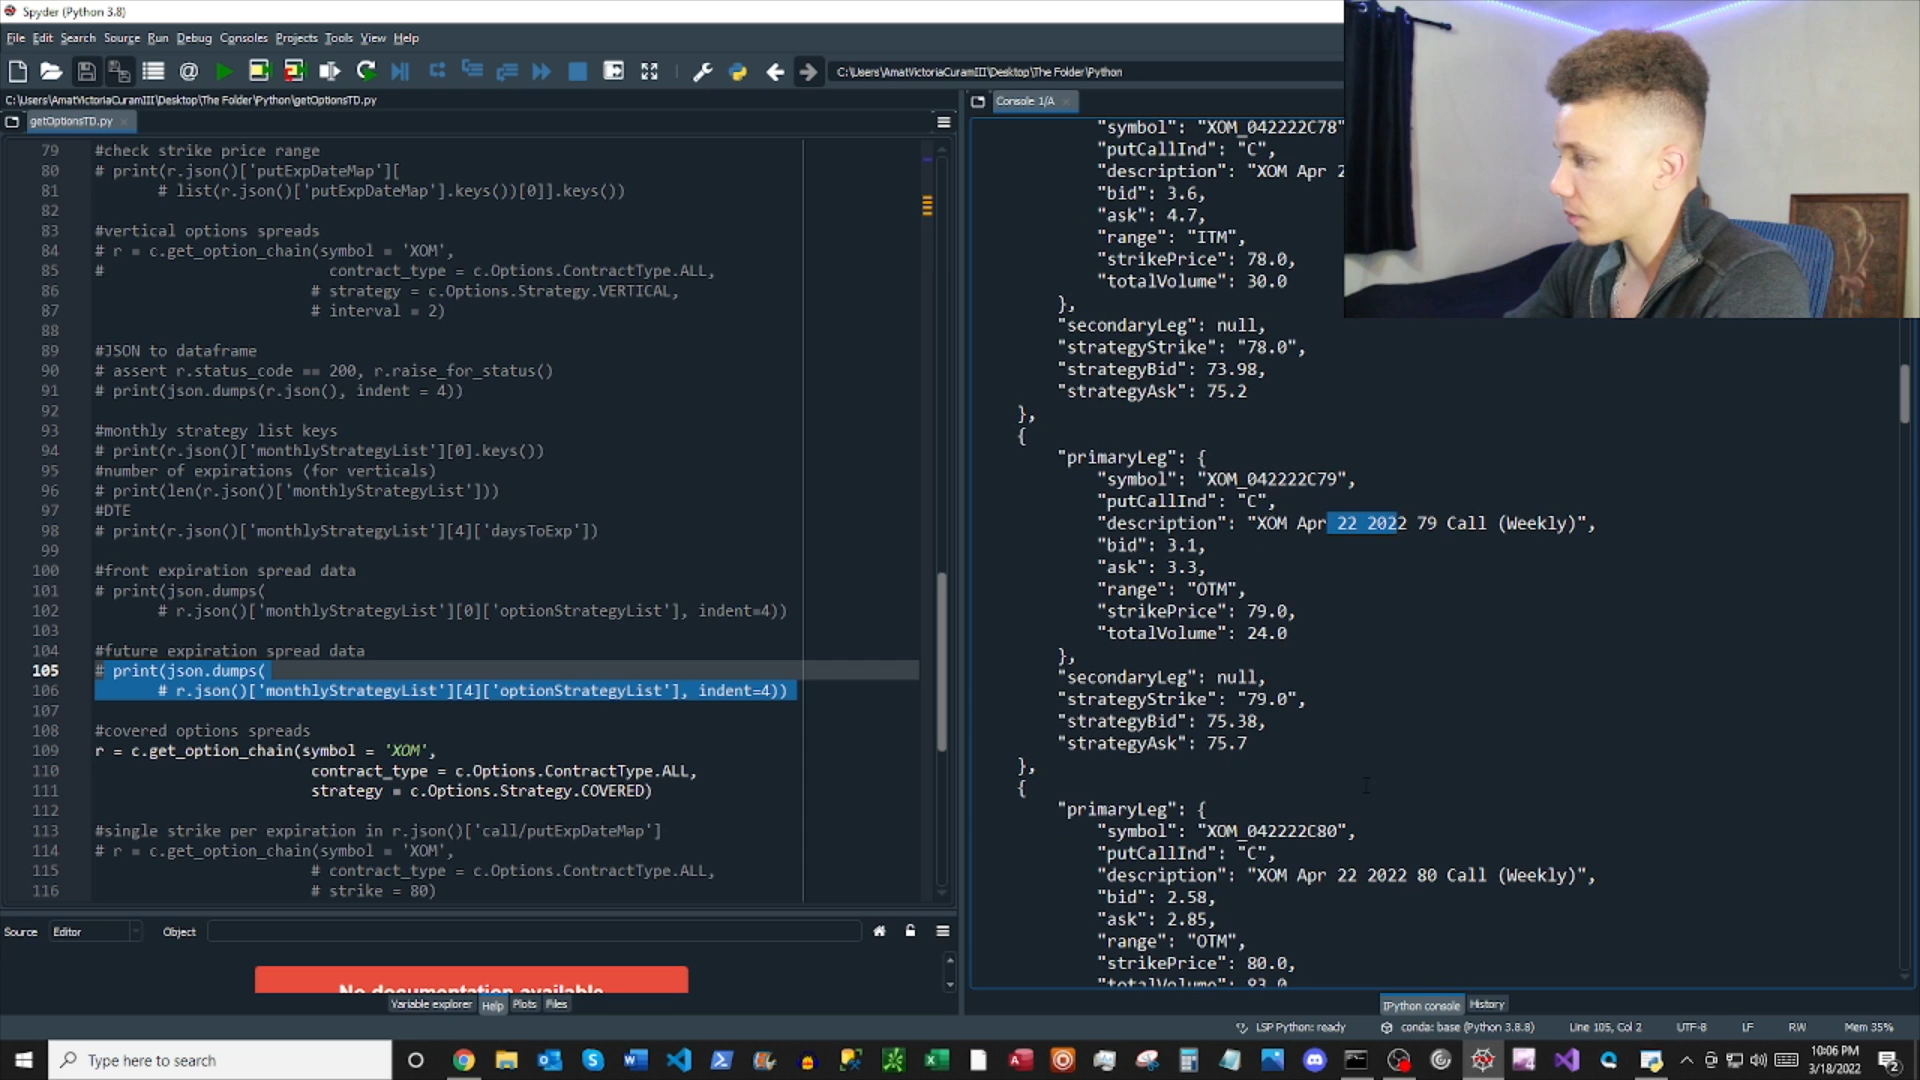 Spyder (Python 3.8)
File Edit Search Source Run Debug Consoles Projects Tools View Help
C:\Users\AmatVictoriaCuramIII\Desktop\The Folder\Python
C:\Users\AmatVictoriaCuramIII\Desktop\The Folder\Python\getOptionsTD.py
getOptionsTD.py
79 #check strike price range
80 # print(r.json()['putExpDateMap'][
81 # list(r.json()['putExpDateMap'].keys())[0]].keys())
82
83 #vertical options spreads
84 # r = c.get_option_chain(symbol = 'XOM',
85 # contract_type = c.Options.ContractType.ALL,
86 # strategy = c.Options.Strategy.VERTICAL,
87 # interval = 2)
88
89 #JSON to dataframe
90 # assert r.status_code == 200, r.raise_for_status()
91 # print(json.dumps(r.json(), indent = 4))
92
93 #monthly strategy list keys
94 # print(r.json()['monthlyStrategyList'][0].keys())
95 #number of expirations (for verticals)
96 # print(len(r.json()['monthlyStrategyList']))
97 #DTE
98 # print(r.json()['monthlyStrategyList'][4]['daysToExp'])
99
100 #front expiration spread data
101 # print(json.dumps(
102 # r.json()['monthlyStrategyList'][0]['optionStrategyList'], indent=4))
103
104 #future expiration spread data
105 # print(json.dumps(
106 # r.json()['monthlyStrategyList'][4]['optionStrategyList'], indent=4))
107
108 #covered options spreads
109 r = c.get_option_chain(symbol = 'XOM',
110 contract_type = c.Options.ContractType.ALL,
111 strategy = c.Options.Strategy.COVERED)
112
113 #single strike per expiration in r.json()['call/putExpDateMap']
114 # r = c.get_option_chain(symbol = 'XOM',
115 # contract_type = c.Options.ContractType.ALL,
116 # strike = 80)
Source Editor Object
No documentation available
Variable explorer Help Plots Files
Console 1/A
"symbol": "XOM_042222C78"
"putCallInd": "C",
"description": "XOM Apr 2
"bid": 3.6,
"ask": 4.7,
"range": "ITM",
"strikePrice": 78.0,
"totalVolume": 30.0
},
"secondaryLeg": null,
"strategyStrike": "78.0",
"strategyBid": 73.98,
"strategyAsk": 75.2
},
{
"primaryLeg": {
"symbol": "XOM_042222C79",
"putCallInd": "C",
"description": "XOM Apr 22 2022 79 Call (Weekly)",
"bid": 3.1,
"ask": 3.3,
"range": "OTM",
"strikePrice": 79.0,
"totalVolume": 24.0
},
"secondaryLeg": null,
"strategyStrike": "79.0",
"strategyBid": 75.38,
"strategyAsk": 75.7
},
{
"primaryLeg": {
"symbol": "XOM_042222C80",
"putCallInd": "C",
"description": "XOM Apr 22 2022 80 Call (Weekly)",
"bid": 2.58,
"ask": 2.85,
"range": "OTM",
"strikePrice": 80.0,
"totalVolume": 83.0
IPython console History
LSP Python: ready conda: base (Python 3.8.8) Line 105, Col 2 UTF-8 LF RW Mem 35%
Type here to search
10:06 PM
3/18/2022
2